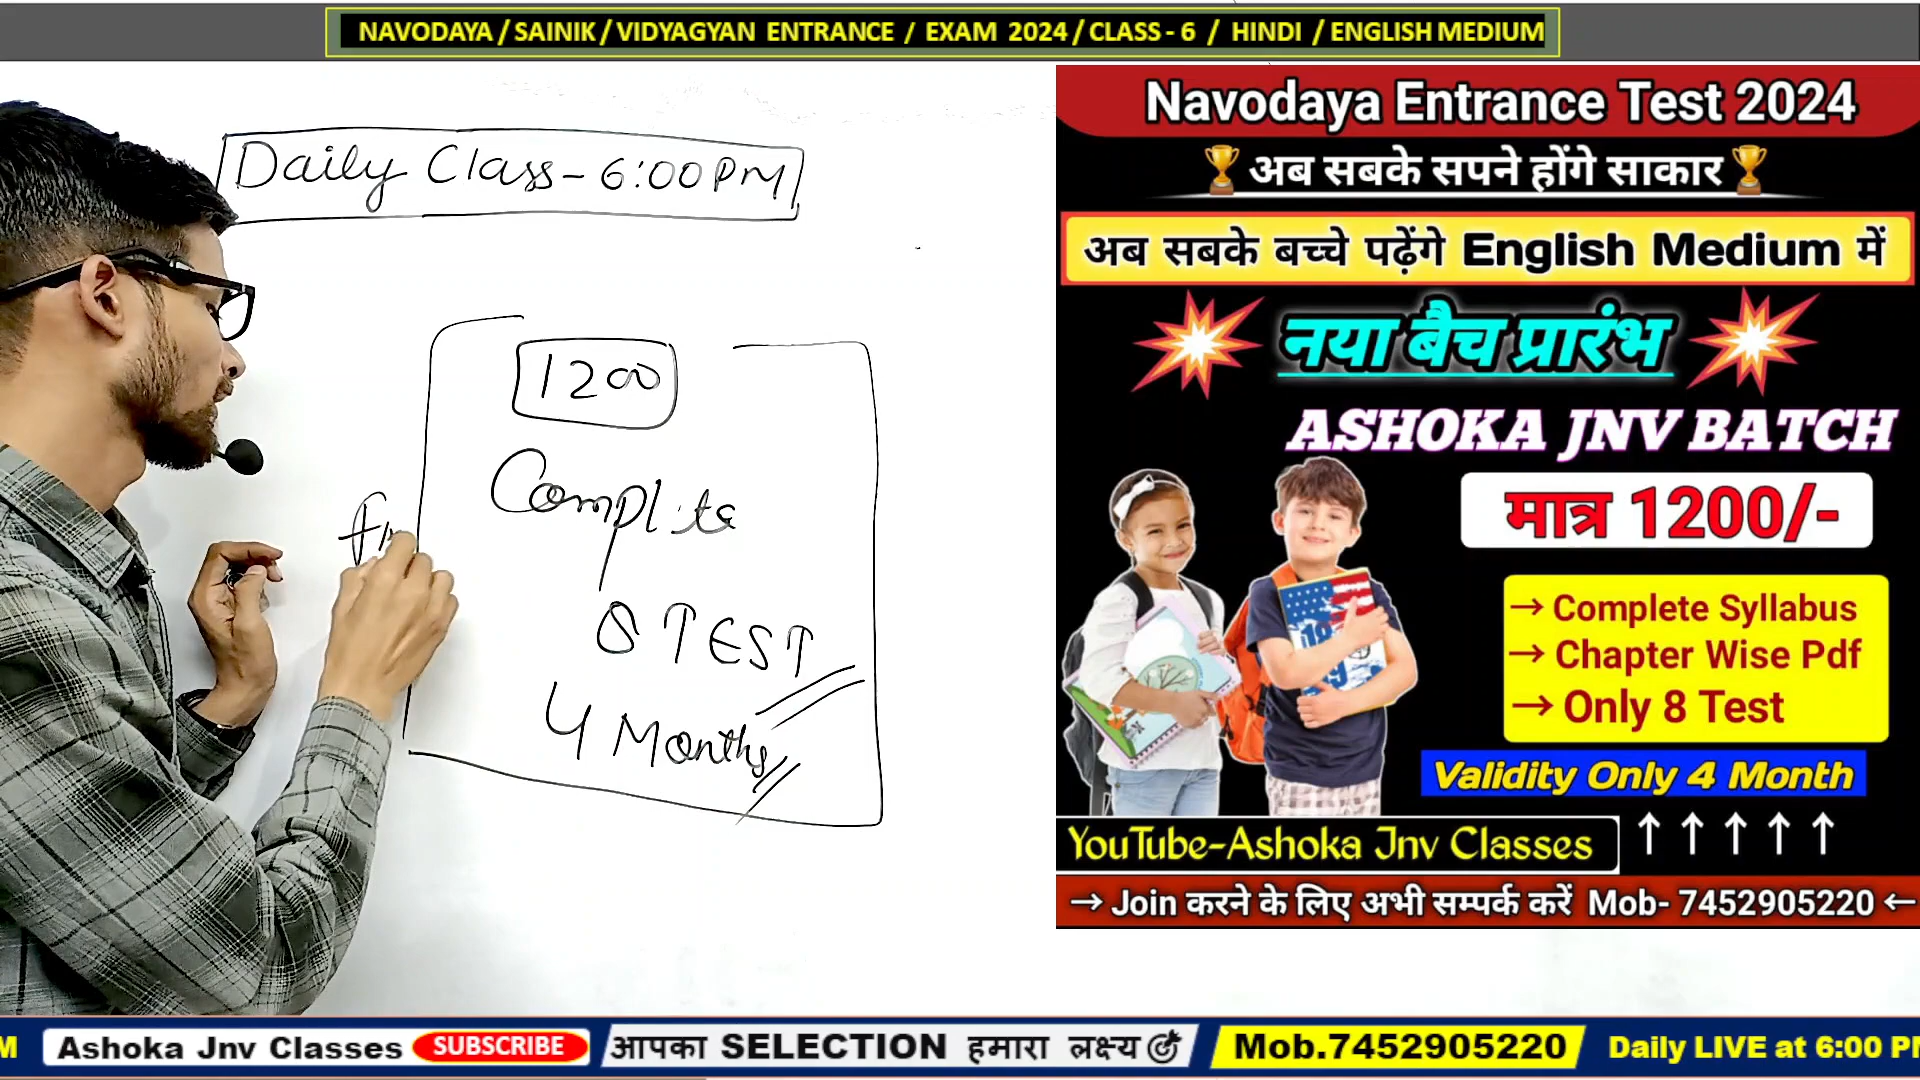 NAVODAYA / SAINIK / VIDYAGYAN ENTRANCE / EXAM 2024 / CLASS - 6 / HINDI / ENGLISH MEDIUM
Daily Class - 6:00 PM
1200
Complete
8 TEST
4 Months
Navodaya Entrance Test 2024
🏆अब सबके सपने होंगे साकार🏆
अब सबके बच्चे पढ़ेंगे English Medium में
नया बैच प्रारंभ
ASHOKA JNV BATCH
मात्र 1200/-
→ Complete Syllabus
→ Chapter Wise Pdf
→ Only 8 Test
Validity Only 4 Month
YouTube-Ashoka Jnv Classes ↑ ↑ ↑ ↑ ↑
→ Join करने के लिए अभी सम्पर्क करें Mob- 7452905220 ←
M Ashoka Jnv Classes SUBSCRIBE आपका SELECTION हमारा लक्ष्य Mob.7452905220 Daily LIVE at 6:00 P